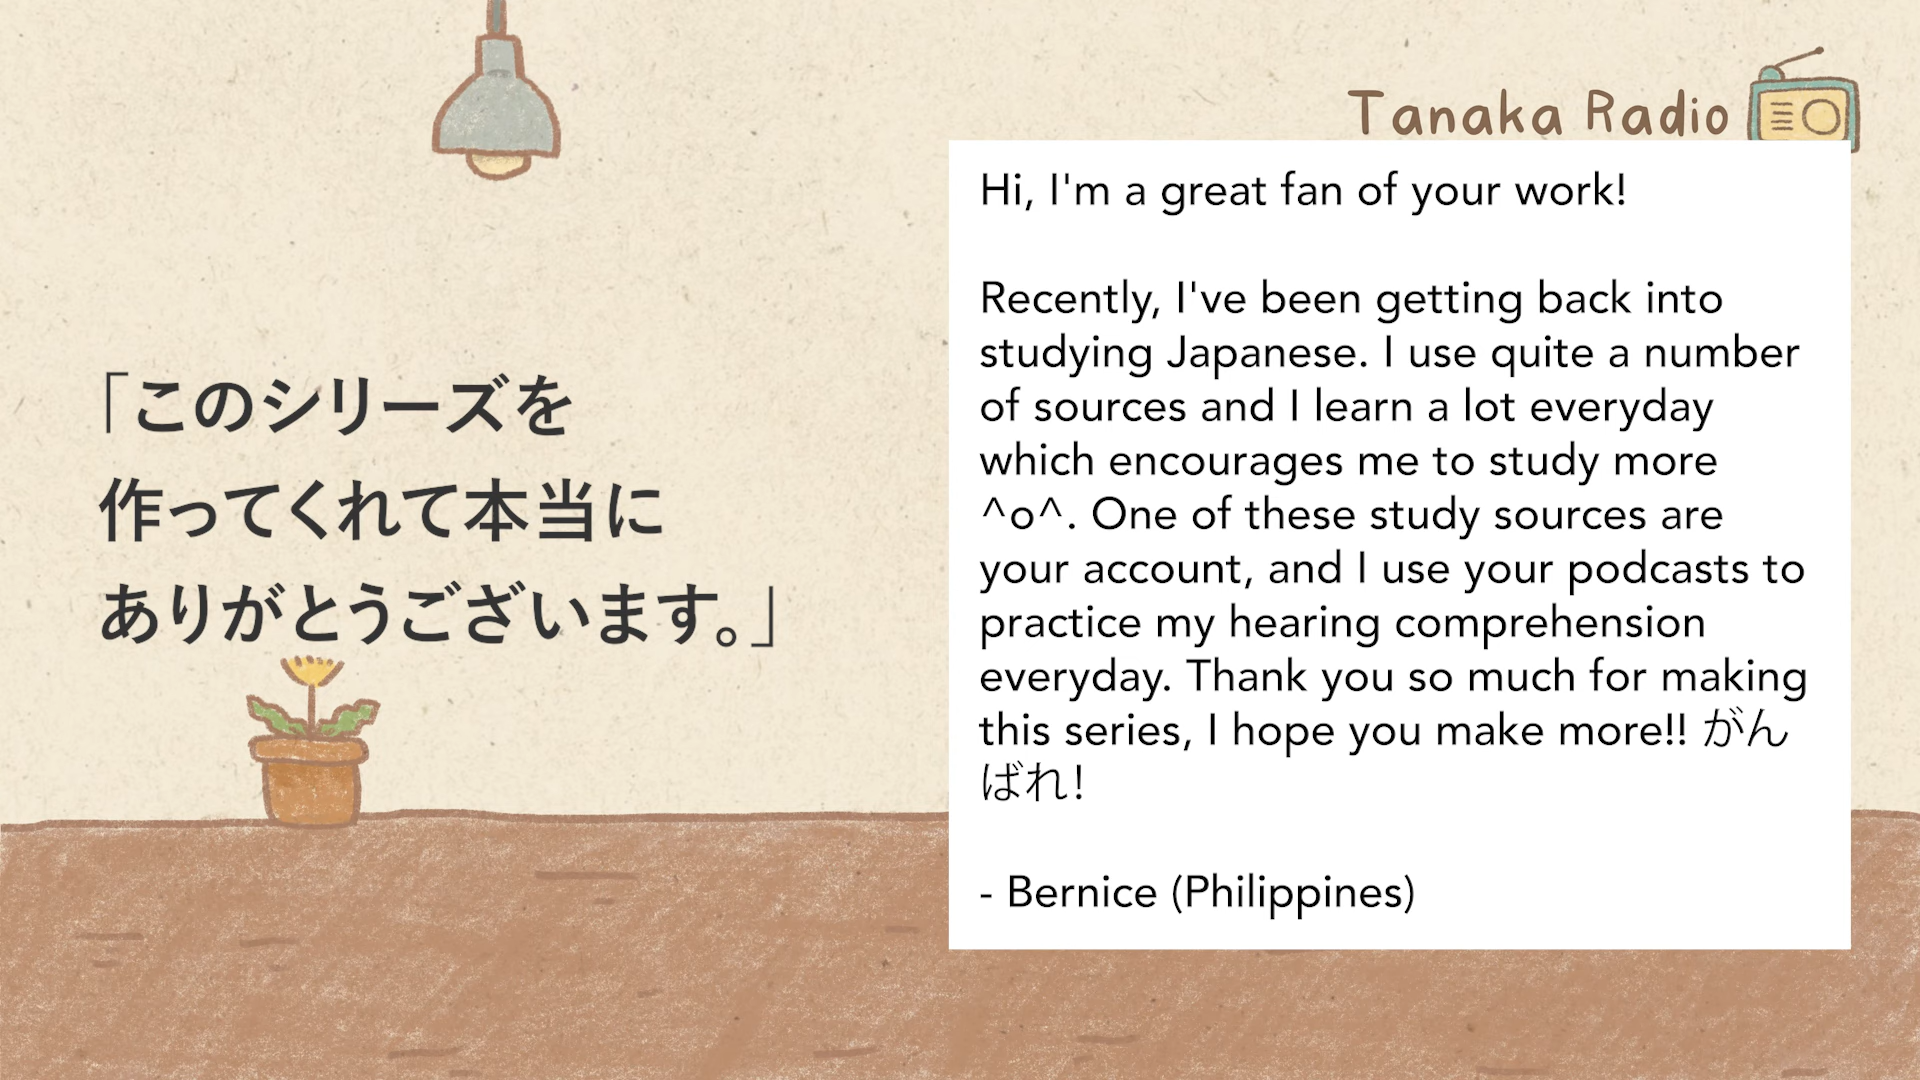 Tanaka Radio
「このシリーズを
作ってくれて本当に
ありがとうございます。」
Hi, I'm a great fan of your work!
Recently, I've been getting back into
studying Japanese. I use quite a number
of sources and I learn a lot everyday
which encourages me to study more
^o^. One of these study sources are
your account, and I use your podcasts to
practice my hearing comprehension
everyday. Thank you so much for making
this series, I hope you make more!! がん
ばれ!
- Bernice (Philippines)